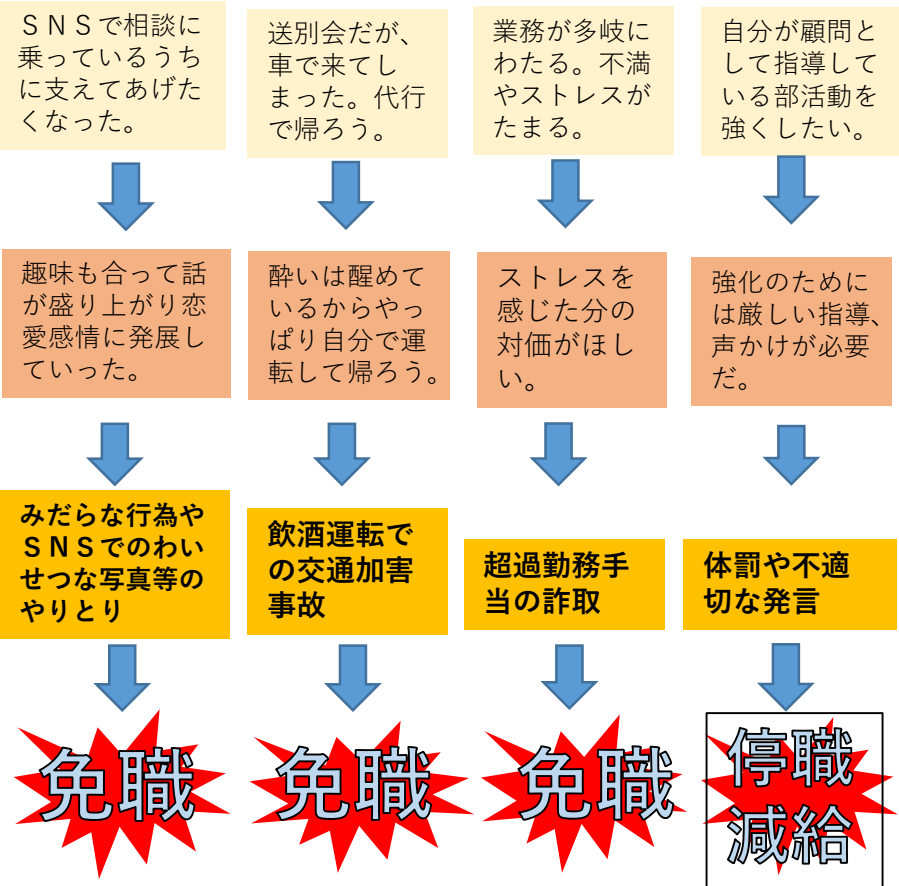 ＳＮＳで相談に
乗っているうち
に支えてあげた
くなった。
送別会だが、
車で来てし
まった。代行
で帰ろう。
業務が多岐に
わたる。不満
やストレスが
たまる。
自分が顧問と
して指導して
いる部活動を
強くしたい。
趣味も合って話
が盛り上がり恋
愛感情に発展し
ていった。
酔いは醒めて
いるからやっ
ぱり自分で運
転して帰ろう。
ストレスを
感じた分の
対価がほし
い。
強化のために
は厳しい指導、
声かけが必要
だ。
みだらな行為や
ＳＮＳでのわい
せつな写真等の
やりとり
飲酒運転で
の交通加害
事故
超過勤務手
当の詐取
体罰や不適
切な発言
免職
免職
免職
停職
減給